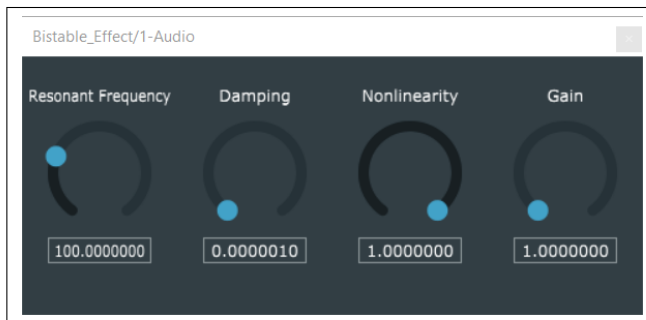 Bistable_Effect/1-Audio
Resonant Frequency Damping Nonlinearity Gain
100.0000000 0.0000010 1.0000000 1.0000000